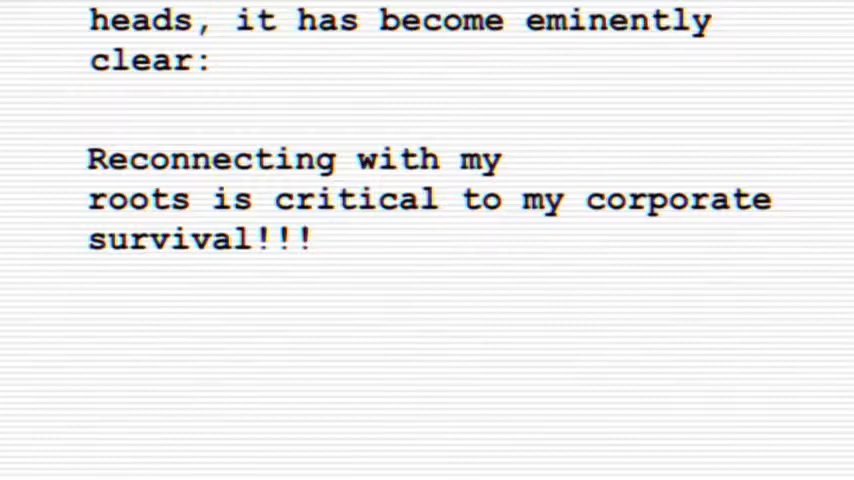 heads, it has become eminently
clear:
Reconnecting with my
roots is critical to my corporate
survival!!!